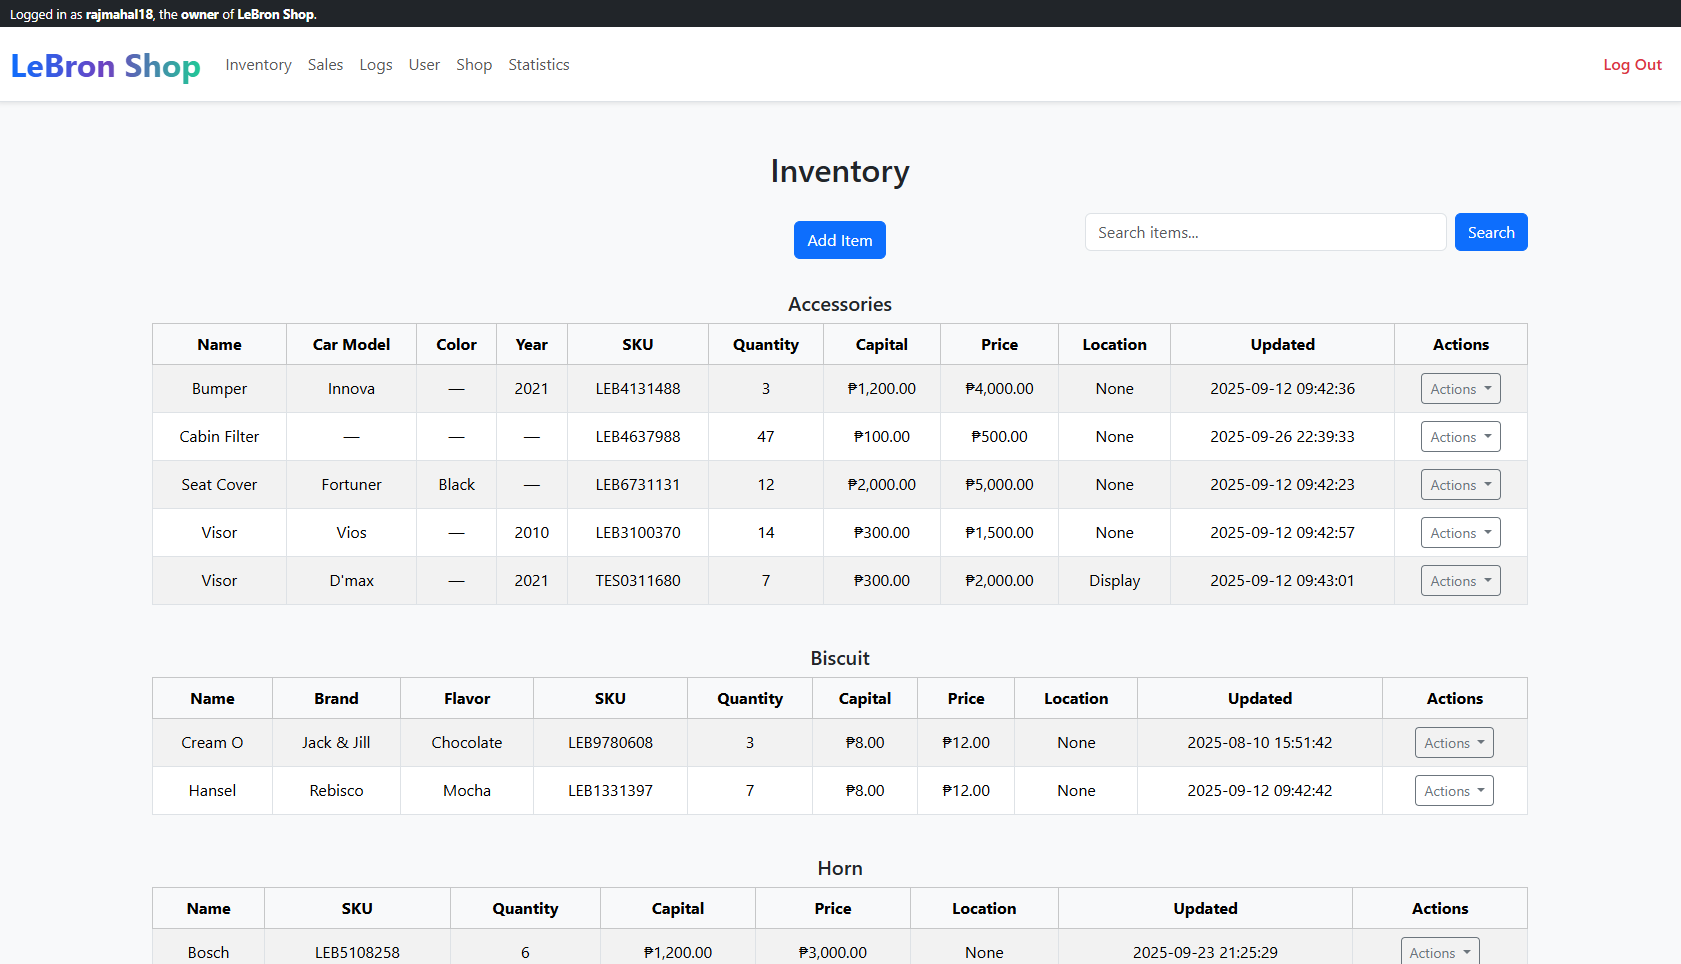 Logged in as rajmahal18, the owner of LeBron Shop.
LeBron Shop Inventory Sales Logs User Shop Statistics Log Out
Inventory
Add Item Search items... Search
Accessories
Name Car Model Color Year SKU Quantity Capital Price Location Updated Actions
Bumper Innova — 2021 LEB4131488 3 ₱1,200.00 ₱4,000.00 None 2025-09-12 09:42:36 Actions
Cabin Filter — — — LEB4637988 47 ₱100.00 ₱500.00 None 2025-09-26 22:39:33 Actions
Seat Cover Fortuner Black — LEB6731131 12 ₱2,000.00 ₱5,000.00 None 2025-09-12 09:42:23 Actions
Visor Vios — 2010 LEB3100370 14 ₱300.00 ₱1,500.00 None 2025-09-12 09:42:57 Actions
Visor D'max — 2021 TES0311680 7 ₱300.00 ₱2,000.00 Display 2025-09-12 09:43:01 Actions
Biscuit
Name Brand Flavor SKU Quantity Capital Price Location Updated Actions
Cream O Jack & Jill Chocolate LEB9780608 3 ₱8.00 ₱12.00 None 2025-08-10 15:51:42 Actions
Hansel Rebisco Mocha LEB1331397 7 ₱8.00 ₱12.00 None 2025-09-12 09:42:42 Actions
Horn
Name SKU Quantity Capital Price Location Updated Actions
Bosch LEB5108258 6 ₱1,200.00 ₱3,000.00 None 2025-09-23 21:25:29 Actions